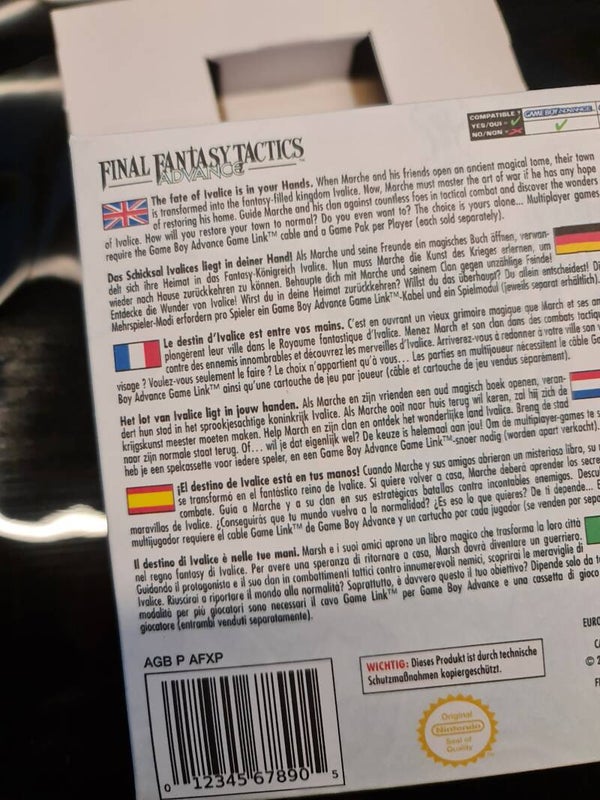 COMPATIBLE ?
YES/OUI -
NO/NON -
GAME BOY ADVANCE
FINAL FANTASY TACTICS
ADVANCE
The fate of Ivalice is in your Hands. When Marche and his friends open an ancient magical tome, their town
is transformed into the fantasy-filled kingdom Ivalice. Now, Marche must master the art of war if he has any hope
of restoring his home. Guide Marche and his clan against countless foes in tactical combat and discover the wonders
of Ivalice. How will you restore your town to normal? Do you even want to? The choice is yours alone... Multiplayer games
require the Game Boy Advance Game Link™ cable and a Game Pak per Player (each sold separately).
Das Schicksal Ivalices liegt in deiner Hand! Als Marche und seine Freunde ein magisches Buch öffnen, verwan-
delt sich ihre Heimat in das Fantasy-Königreich Ivalice. Nun muss Marche die Kunst des Krieges erlernen, um
wieder nach Hause zurückkehren zu können. Behaupte dich mit Marche und seinem Clan gegen unzählige Feinde!
Entdecke die Wunder von Ivalice! Wirst du in deine Heimat zurückkehren? Willst du das überhaupt? Du allein entscheidest!
Mehrspieler-Modi erfordern pro Spieler ein Game Boy Advance Game Link™-Kabel und ein Spielmodul (jeweils separat erhältlich).
Le destin d'Ivalice est entre vos mains. C'est en ouvrant un vieux grimoire magique que March et ses
plongèrent leur ville dans le Royaume fantastique d'Ivalice. Menez March et son clan dans des combats
contre des ennemis innombrables et découvrez les merveilles d'Ivalice. Arriverez-vous à redonner à votre ville son
visage ? Voulez-vous seulement le faire ? Le choix n'appartient qu'à vous... Les parties en multijoueur nécessitent le câble
Boy Advance Game Link™ ainsi qu'une cartouche de jeu par joueur (câble et cartouche de jeu vendus séparément).
Het lot van Ivalice ligt in jouw handen. Als Marche en zijn vrienden een oud magisch boek openen, veran-
dert hun stad in het sprookjesachtige koninkrijk Ivalice. Als Marche ooit naar huis terug wil keren, zal hij zich de
krijgskunst meester moeten maken. Help March en zijn clan en ontdek het wonderlijke land Ivalice. Breng de stad
naar zijn normale staat terug. Of... wil je dat eigenlijk wel? De keuze is helemaal aan jou! Om de multiplayer-games te
heb je een spelcassette voor iedere speler, en een Game Boy Advance Game Link™-snoer nodig (worden apart verkocht).
¡El destino de Ivalice está en tus manos! Cuando Marche y sus amigos abrieron un misterioso libro, su
se transformó en el fantástico reino de Ivalice. Si quiere volver a casa, Marche deberá aprender los
combate. Guía a Marche y a su clan en sus estratégicas batallas contra incontables enemigos.
maravillas de Ivalice. ¿Conseguirás que tu mundo vuelva a la normalidad? ¿Es eso lo que quieres? De ti depende...
multijugador requiere el cable Game Link™ de Game Boy Advance y un cartucho por cada jugador (se venden por
Il destino di Ivalice è nelle tue mani. Marsh e i suoi amici aprono un libro magico che trasforma la loro città
nel regno fantasy di Ivalice. Per avere una speranza di ritornare a casa, Marsh dovrà diventare un guerriero.
Guidando il protagonista e il suo clan in combattimenti tattici contro innumerevoli nemici, scoprirai le meraviglie di
Ivalice. Riuscirai a riportare il mondo alla normalità? Soprattutto, è davvero questo il tuo obiettivo? Dipende solo da
modalità per più giocatori sono necessari il cavo Game Link™ per Game Boy Advance e una cassetta di gioco
giocatore (entrambi venduti separatamente).
AGB P AFXP
WICHTIG: Dieses Produkt ist durch technische
Schutzmaßnahmen kopiergeschützt.
Original
Nintendo
Seal of
Quality
0 12345 67890 5
EURO
©